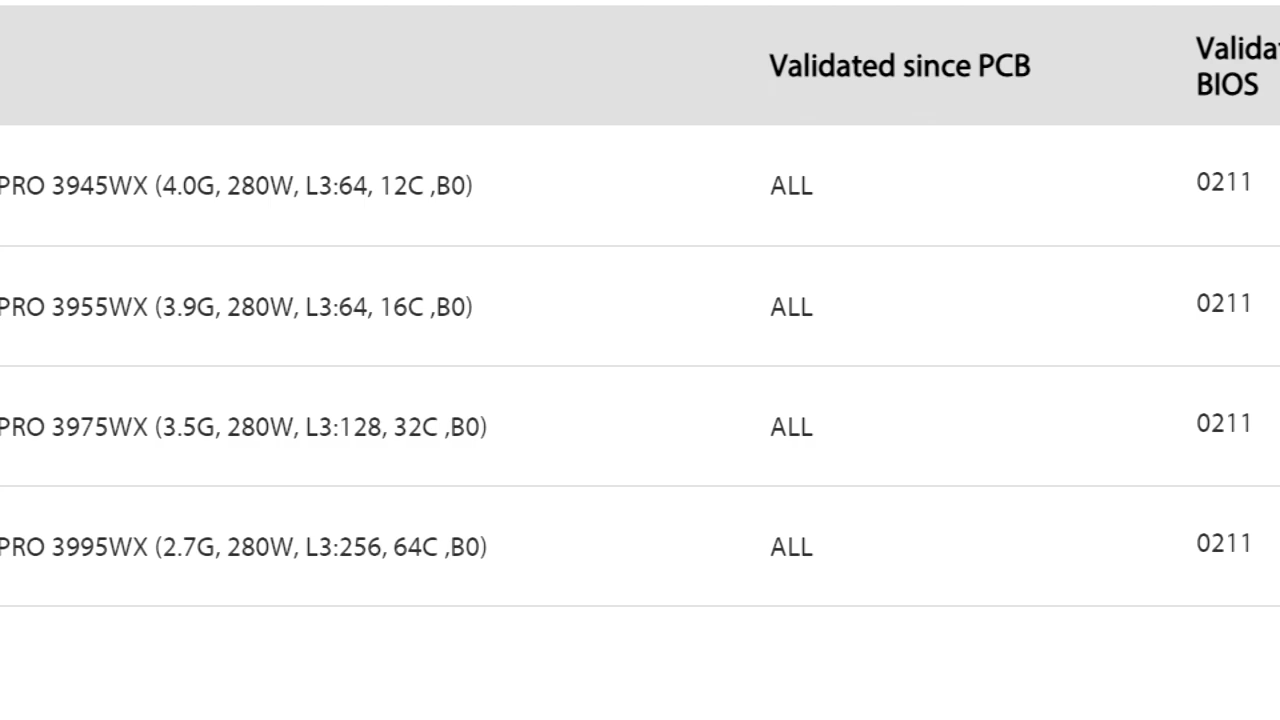 Validated since PCB
Valida
BIOS
PRO 3945WX (4.0G, 280W, L3:64, 12C ,B0) ALL 0211
PRO 3955WX (3.9G, 280W, L3:64, 16C ,B0) ALL 0211
PRO 3975WX (3.5G, 280W, L3:128, 32C ,B0) ALL 0211
PRO 3995WX (2.7G, 280W, L3:256, 64C ,B0) ALL 0211